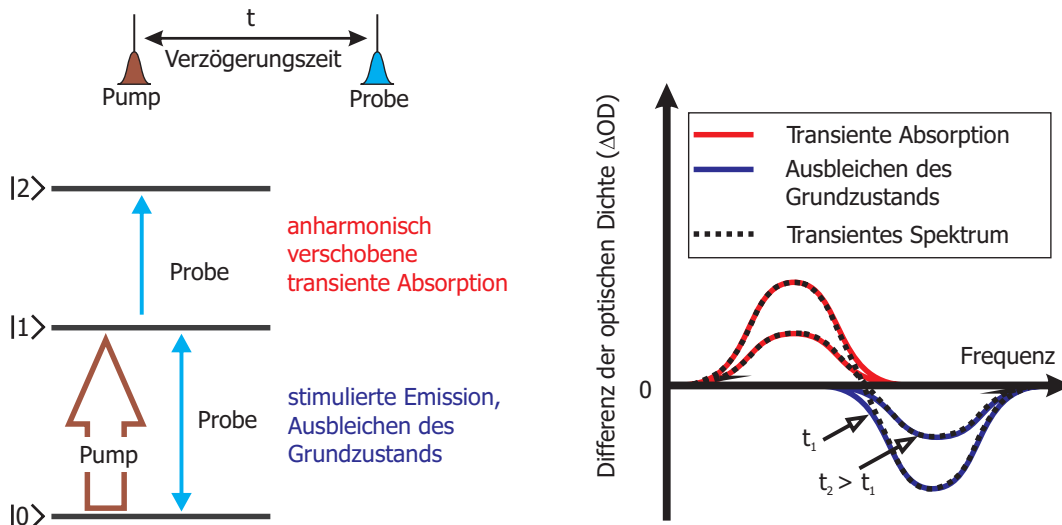 t
Verzögerungszeit
Pump
Probe
|2>
anharmonisch
verschobene
transiente Absorption
Probe
|1>
stimulierte Emission,
Ausbleichen des
Grundzustands
Probe
Pump
|0>
Differenz der optischen Dichte (ΔOD)
Transiente Absorption
Ausbleichen des
Grundzustands
Transientes Spektrum
Frequenz
0
t₁
t₂ > t₁